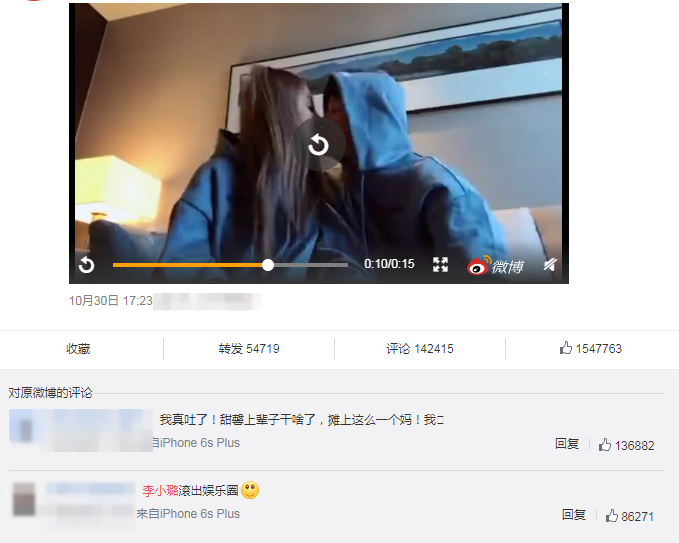 0:10/0:15
微博
10月30日 17:23
收藏
转发 54719
评论 142415
1547763
对原微博的评论
我真吐了！甜馨上辈子干啥了，摊上这么一个妈！我
自iPhone 6s Plus
回复
136882
李小璐滚出娱乐圈
来自iPhone 6s Plus
回复
86271